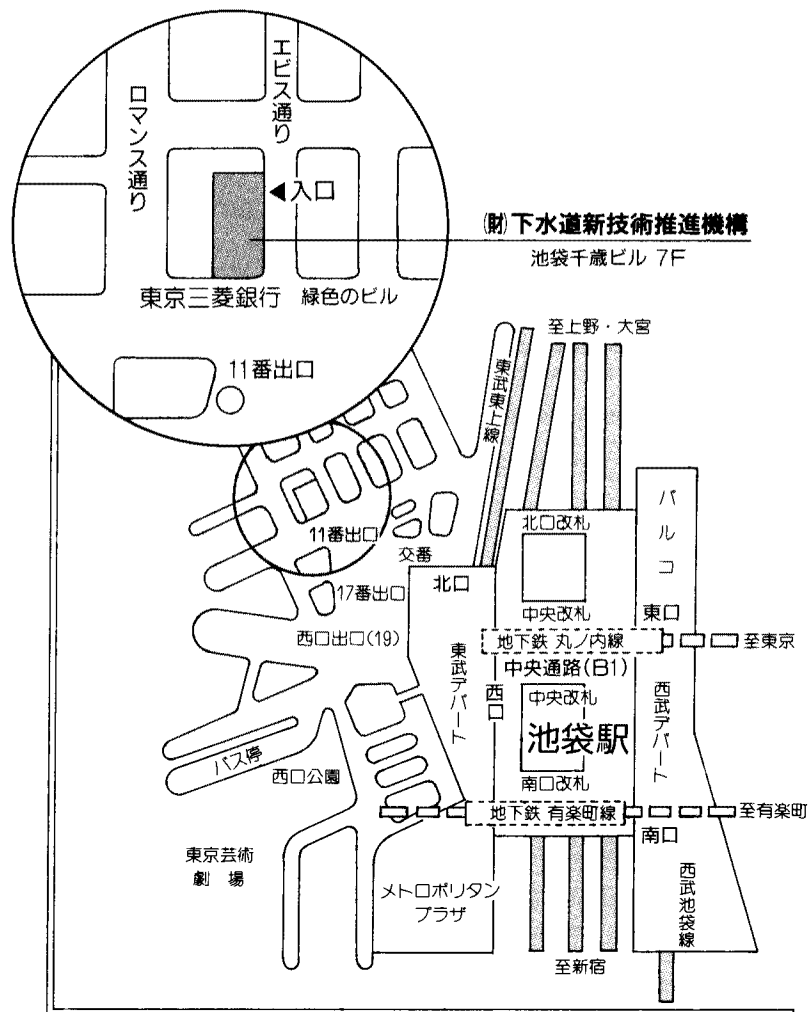 エビス通り
ロマンス通り
◀入口
㈶下水道新技術推進機構
池袋千歳ビル 7F
東京三菱銀行
緑色のビル
11番出口
至上野・大宮
東武東上線
パルコ
北口改札
11番出口
交番
北口
17番出口
中央改札
東口
西口出口(19)
地下鉄 丸ノ内線
至東京
東武デパート
中央通路(B1)
西口
中央改札
西武デパート
池袋駅
バス停
西口公園
南口改札
地下鉄 有楽町線
至有楽町
南口
東京芸術
劇場
メトロポリタン
プラザ
西武池袋線
至新宿